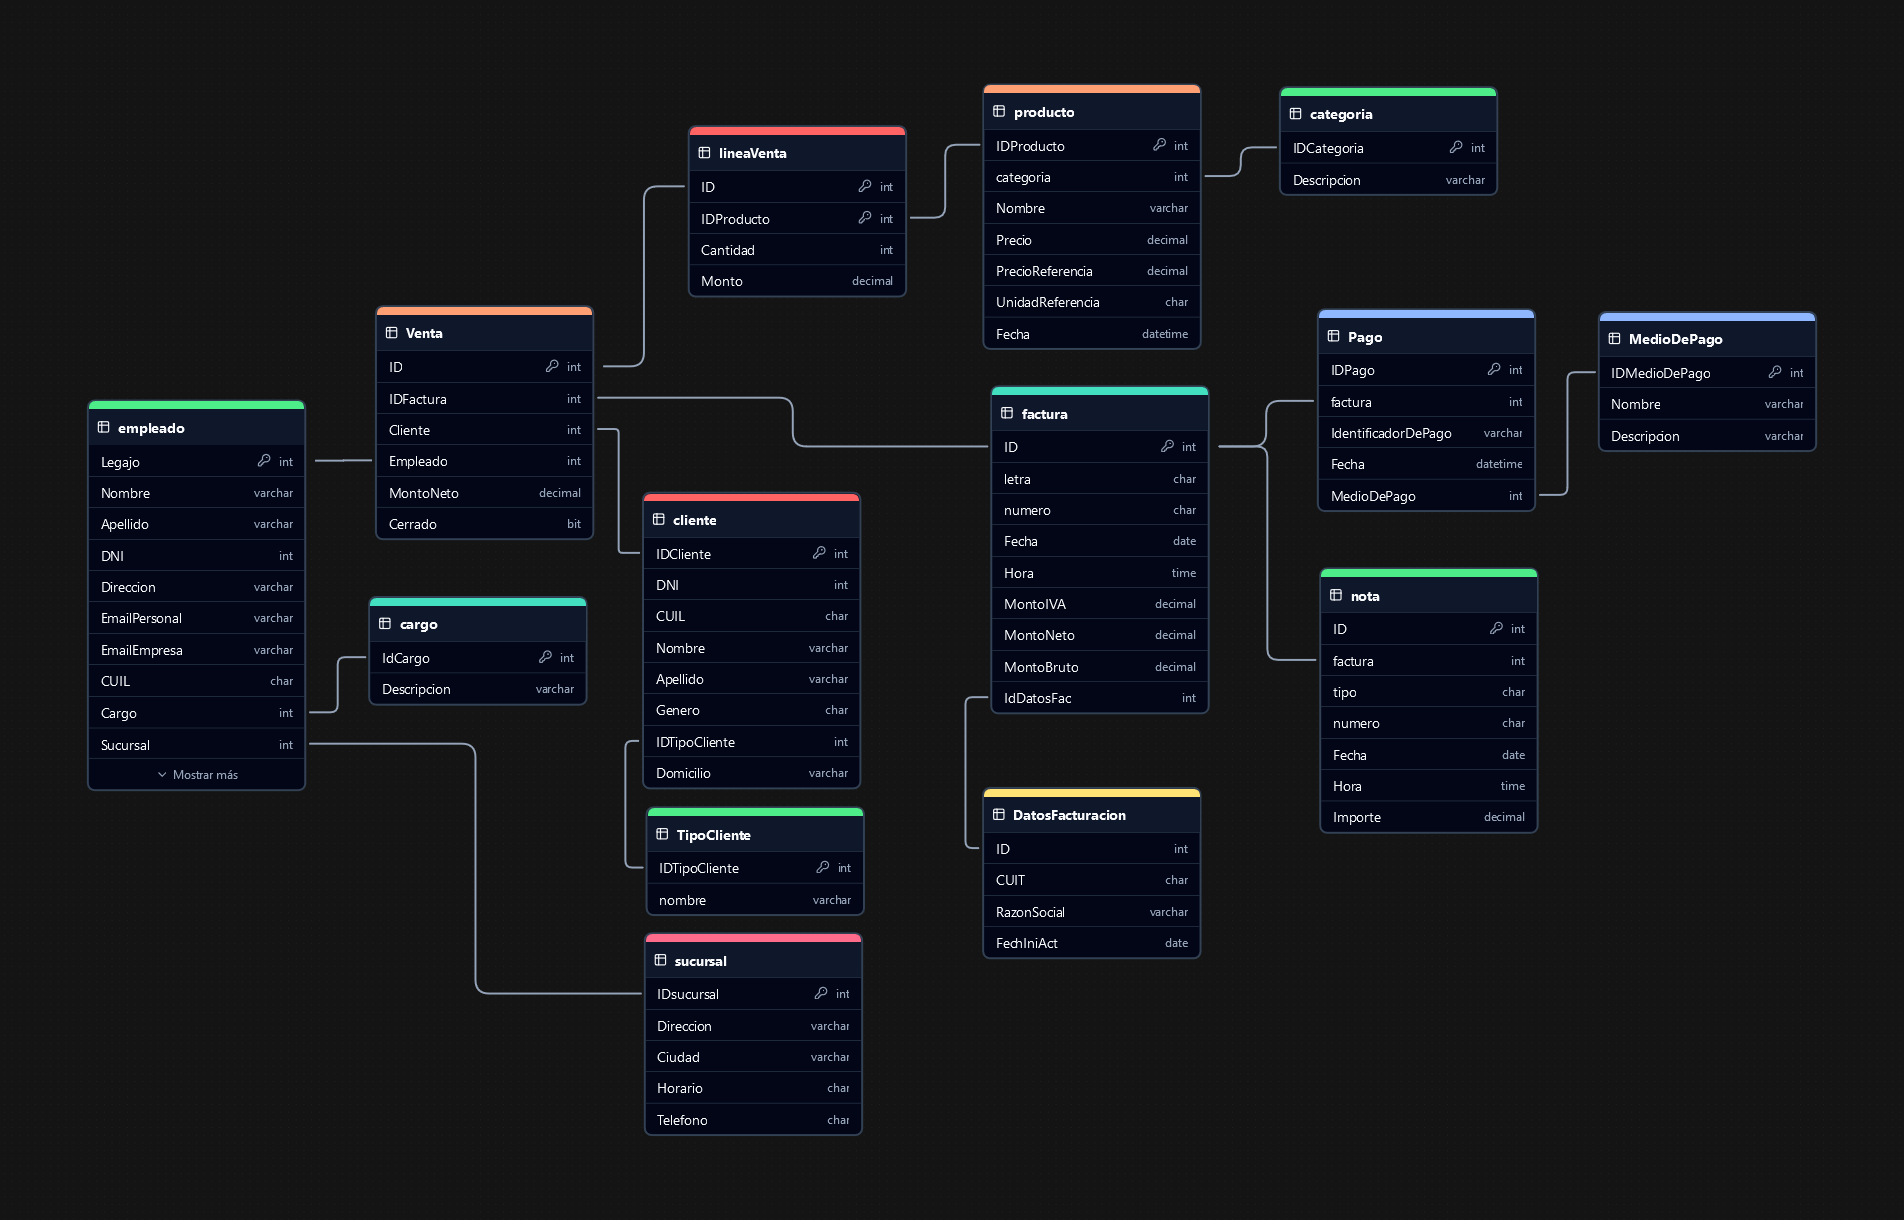 empleado
Legajo int
Nombre varchar
Apellido varchar
DNI int
Direccion varchar
EmailPersonal varchar
EmailEmpresa varchar
CUIL char
Cargo int
Sucursal int
Mostrar más
Venta
ID int
IDFactura int
Cliente int
Empleado int
MontoNeto decimal
Cerrado bit
cargo
IdCargo int
Descripcion varchar
lineaVenta
ID int
IDProducto int
Cantidad int
Monto decimal
cliente
IDCliente int
DNI int
CUIL char
Nombre varchar
Apellido varchar
Genero char
IDTipoCliente int
Domicilio varchar
TipoCliente
IDTipoCliente int
nombre varchar
sucursal
IDsucursal int
Direccion varchar
Ciudad varchar
Horario char
Telefono char
producto
IDProducto int
categoria int
Nombre varchar
Precio decimal
PrecioReferencia decimal
UnidadReferencia char
Fecha datetime
factura
ID int
letra char
numero char
Fecha date
Hora time
MontoIVA decimal
MontoNeto decimal
MontoBruto decimal
IdDatosFac int
DatosFacturacion
ID int
CUIT char
RazonSocial varchar
FechIniAct date
categoria
IDCategoria int
Descripcion varchar
Pago
IDPago int
factura int
IdentificadorDePago varchar
Fecha datetime
MedioDePago int
nota
ID int
factura int
tipo char
numero char
Fecha date
Hora time
Importe decimal
MedioDePago
IDMedioDePago int
Nombre varchar
Descripcion varchar